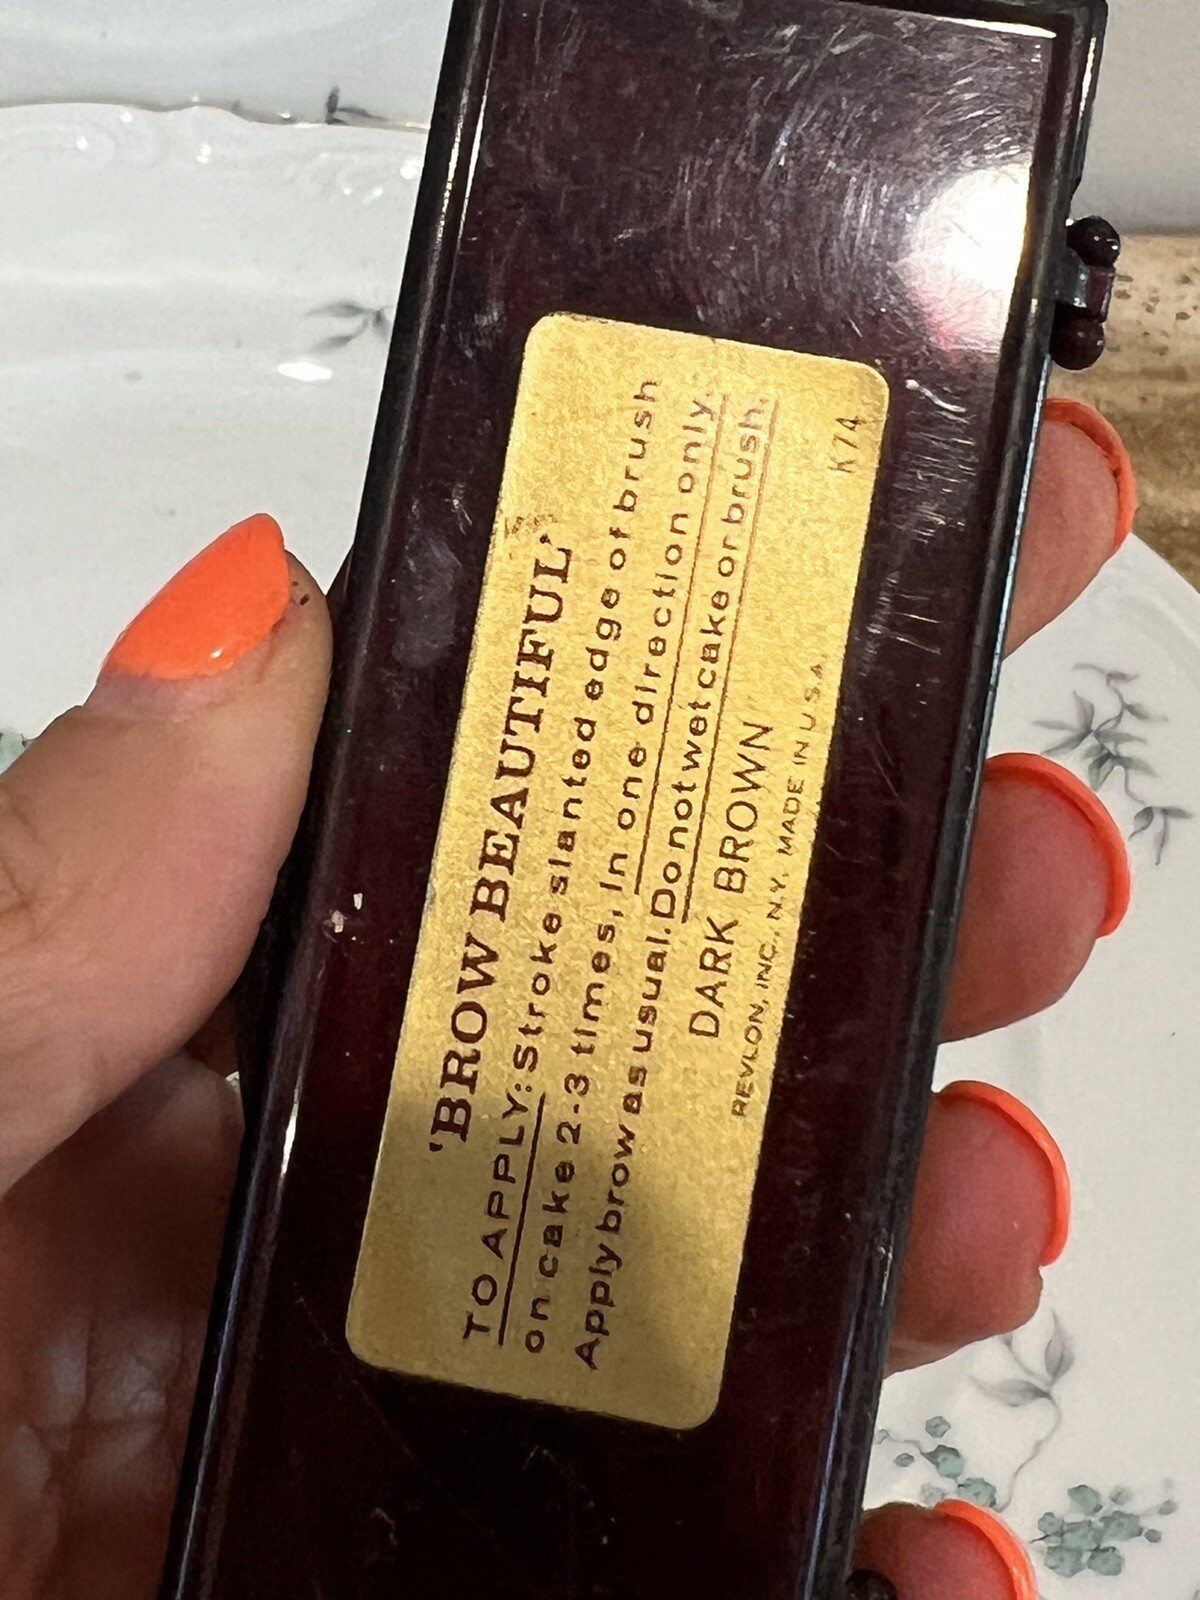 'BROW BEAUTIFUL'
TO APPLY: Stroke slanted edge of brush
on cake 2-3 times, in one direction only.
Apply brow as usual. Do not wet cake or brush.
DARK BROWN
REVLON, INC., N.Y. MADE IN U.S.A.
K74